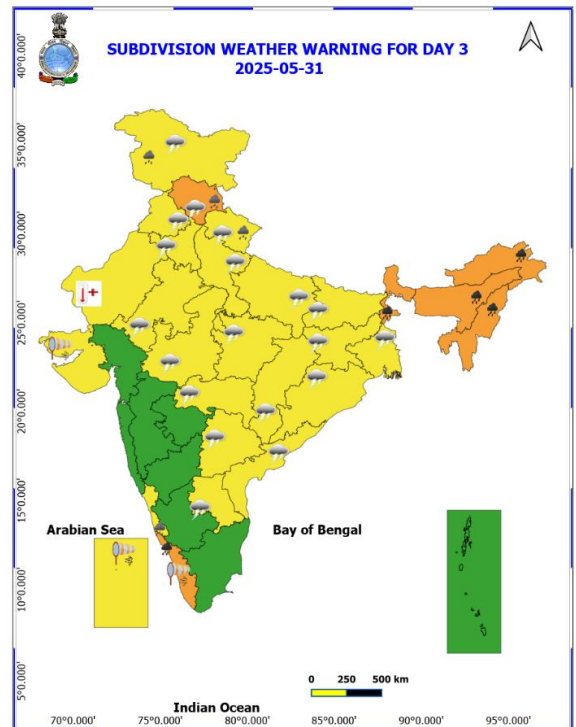 SUBDIVISION WEATHER WARNING FOR DAY 3
2025-05-31
40°0.000'
35°0.000'
30°0.000'
25°0.000'
20°0.000'
15°0.000'
10°0.000'
5°0.000'
Arabian Sea
Bay of Bengal
0 250 500 km
Indian Ocean
70°0.000' 75°0.000' 80°0.000' 85°0.000' 90°0.000' 95°0.000'